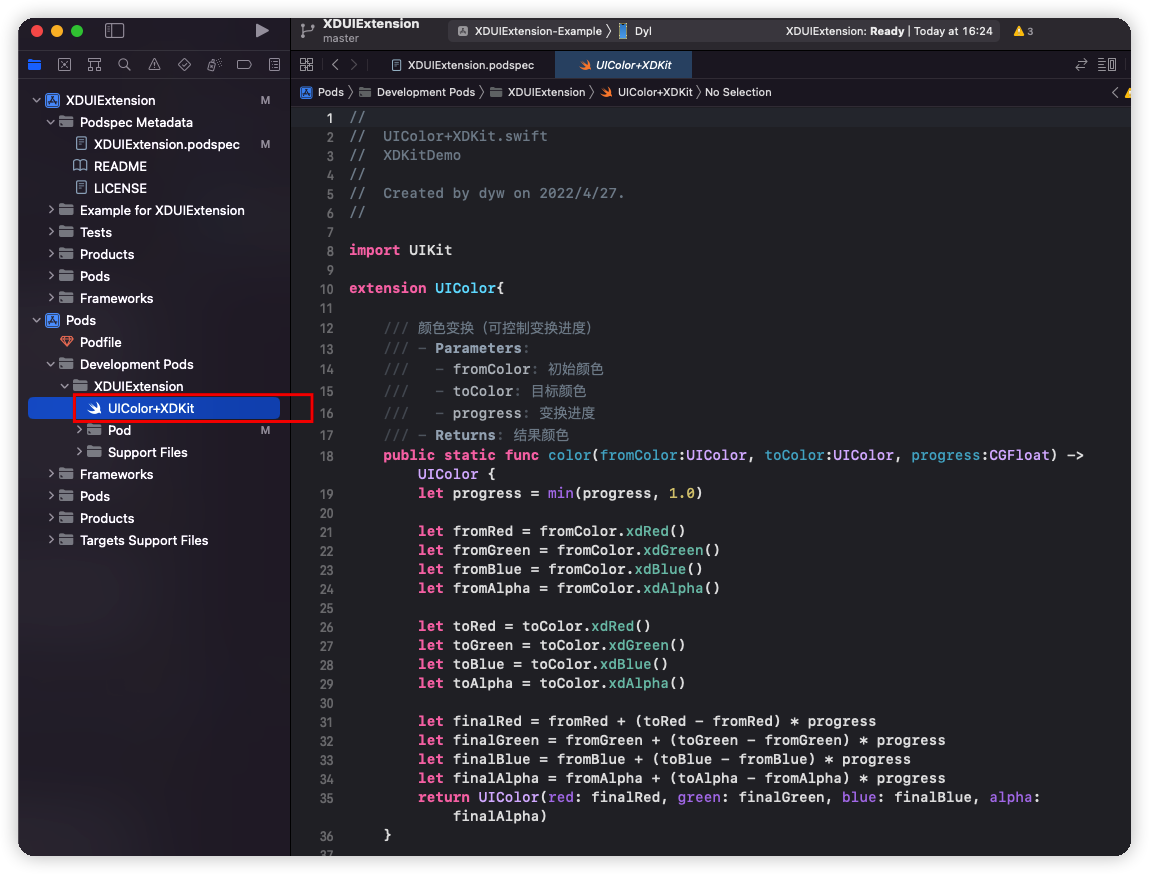 XDUIExtension
master
XDUIExtension-Example 〉 Dyl
XDUIExtension: Ready | Today at 16:24
3
XDUIExtension.podspec
UIColor+XDKit
Pods 〉 Development Pods 〉 XDUIExtension 〉 UIColor+XDKit 〉 No Selection
XDUIExtension M
Podspec Metadata
XDUIExtension.podspec M
README
LICENSE
Example for XDUIExtension
Tests
Products
Pods
Frameworks
Pods
Podfile
Development Pods
XDUIExtension
UIColor+XDKit
Pod M
Support Files
Frameworks
Pods
Products
Targets Support Files
1 //
2 //  UIColor+XDKit.swift
3 //  XDKitDemo
4 //
5 //  Created by dyw on 2022/4/27.
6 //
7
8 import UIKit
9
10 extension UIColor{
11
12 /// 颜色变换（可控制变换进度）
13 /// - Parameters:
14 ///   - fromColor: 初始颜色
15 ///   - toColor: 目标颜色
16 ///   - progress: 变换进度
17 /// - Returns: 结果颜色
18 public static func color(fromColor:UIColor, toColor:UIColor, progress:CGFloat) ->
UIColor {
19 let progress = min(progress, 1.0)
20
21 let fromRed = fromColor.xdRed()
22 let fromGreen = fromColor.xdGreen()
23 let fromBlue = fromColor.xdBlue()
24 let fromAlpha = fromColor.xdAlpha()
25
26 let toRed = toColor.xdRed()
27 let toGreen = toColor.xdGreen()
28 let toBlue = toColor.xdBlue()
29 let toAlpha = toColor.xdAlpha()
30
31 let finalRed = fromRed + (toRed - fromRed) * progress
32 let finalGreen = fromGreen + (toGreen - fromGreen) * progress
33 let finalBlue = fromBlue + (toBlue - fromBlue) * progress
34 let finalAlpha = fromAlpha + (toAlpha - fromAlpha) * progress
35 return UIColor(red: finalRed, green: finalGreen, blue: finalBlue, alpha:
finalAlpha)
36 }
37